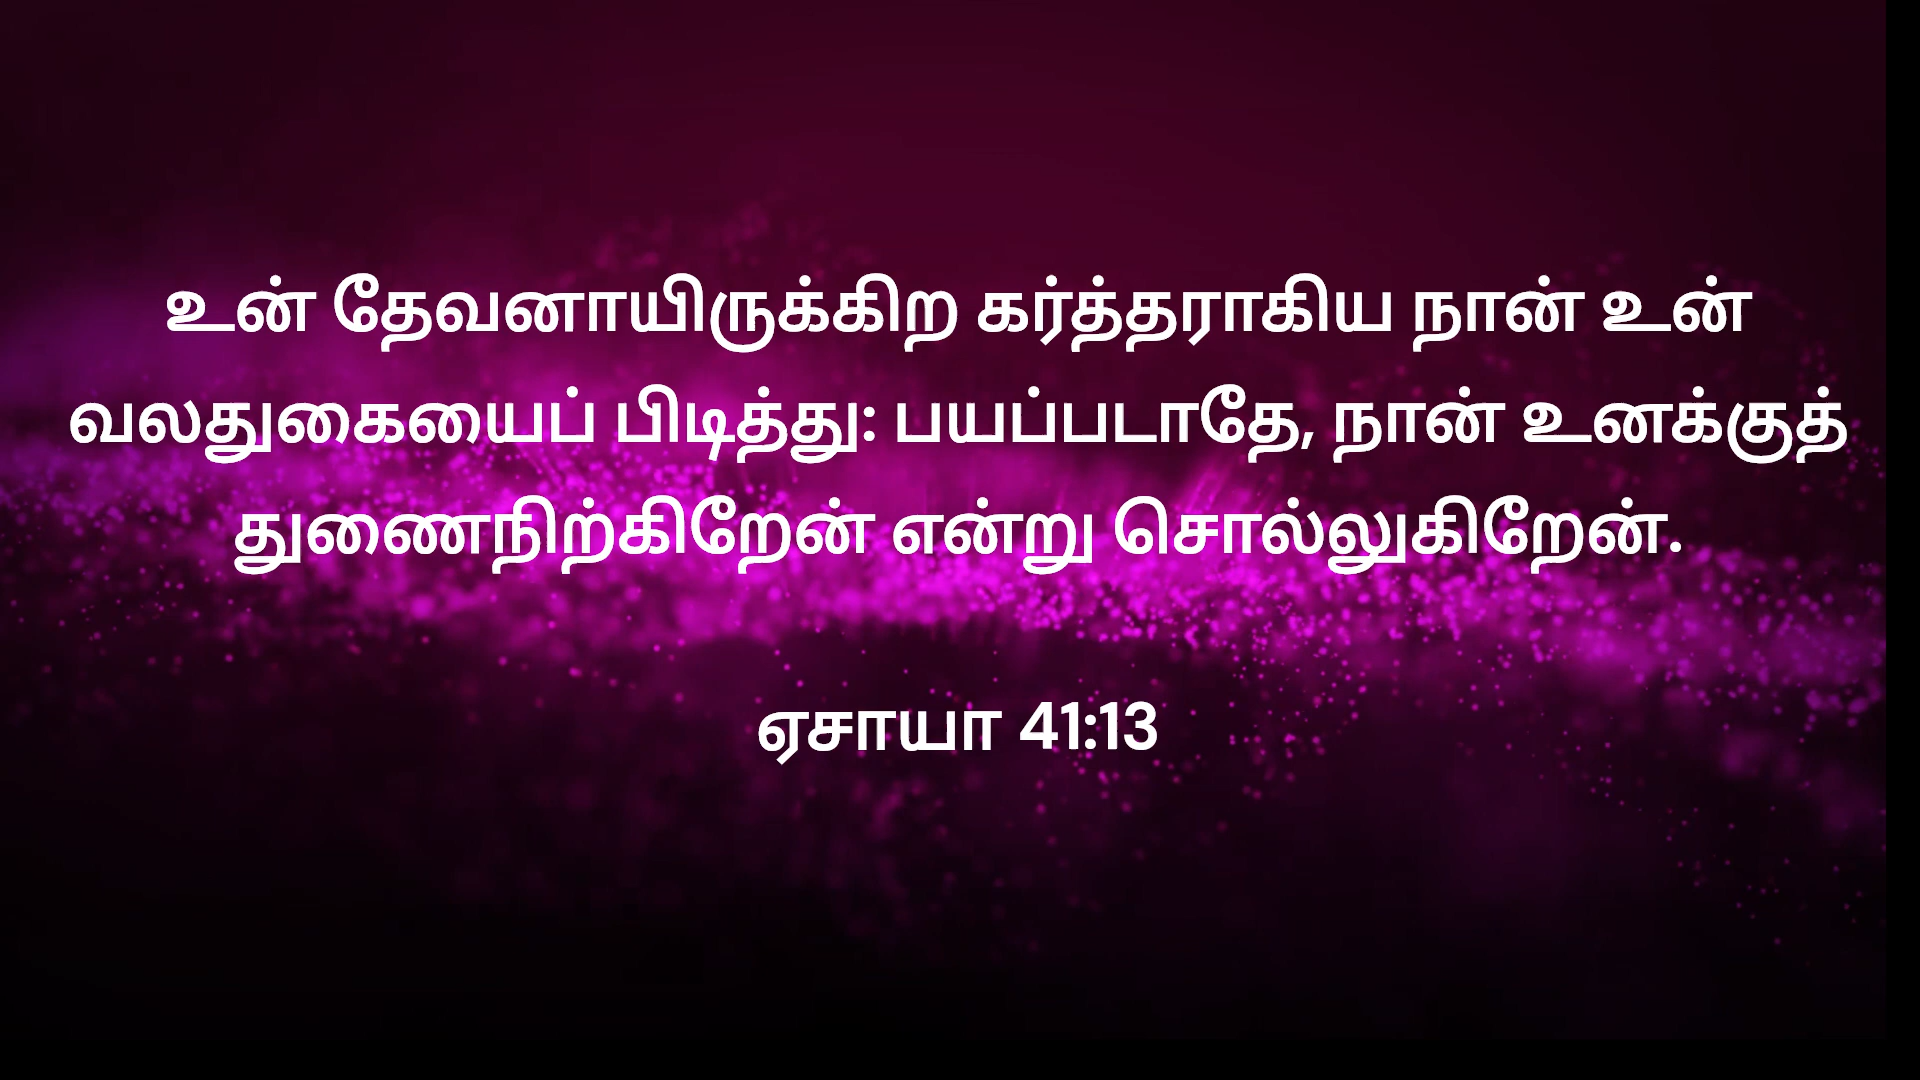 உன் தேவனாயிருக்கிற கர்த்தராகிய நான் உன்
வலதுகையைப் பிடித்து: பயப்படாதே, நான் உனக்குத்
துணைநிற்கிறேன் என்று சொல்லுகிறேன்.
ஏசாயா 41:13